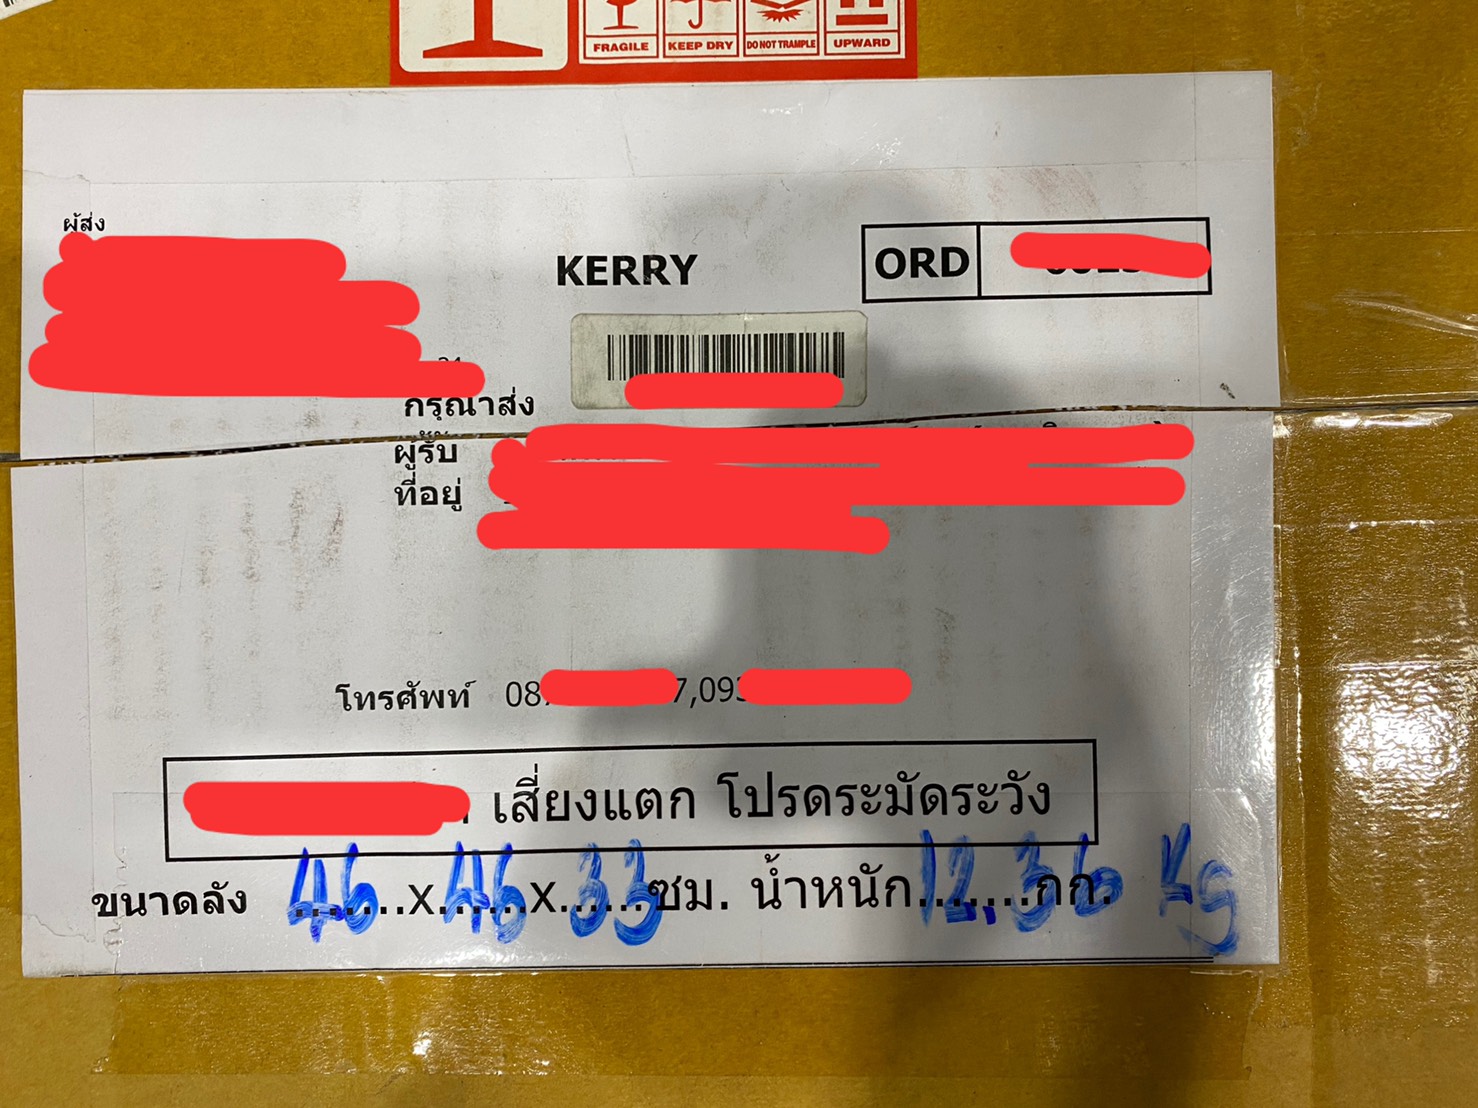 FRAGILE KEEP DRY DO NOT TRAMPLE UPWARD
ผู้ส่ง
KERRY
ORD
กรุณาส่ง
ผู้รับ
ที่อยู่
โทรศัพท์ 08 7,093
เสี่ยงแตก โปรดระมัดระวัง
ขนาดลัง 46 x 46 x 33 ซม. น้ำหนัก 12.36 กก. Kg